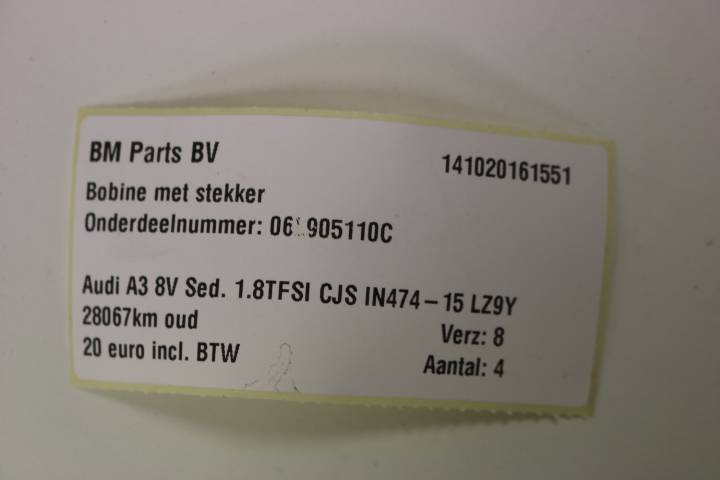 BM Parts BV
141020161551
Bobine met stekker
Onderdeelnummer: 905110C
Audi A3 8V Sed. 1.8TFSI CJS IN474-15 LZ9Y
28067km oud
Verz: 8
20 euro incl. BTW
Aantal: 4